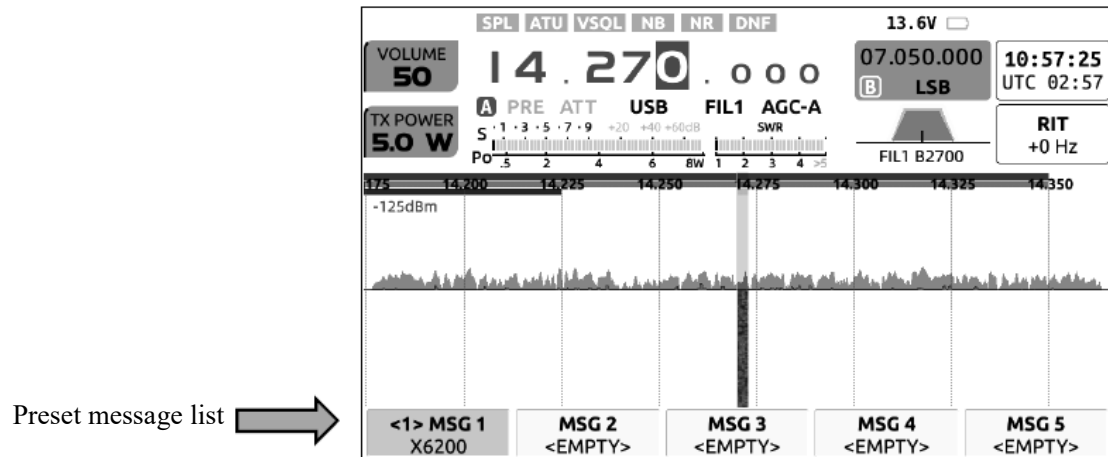 SPL ATU VSQL NB NR DNF 13.6V
VOLUME
50
14.270.000
07.050.000
B LSB
10:57:25
UTC 02:57
TX POWER
5.0 W
A PRE ATT USB FIL1 AGC-A
S 1 3 5 7 9 +20 +40 +60dB SWR
Po .5 2 4 6 8W 1 2 3 4 >5
FIL1 B2700
RIT
+0 Hz
175 14.200 14.225 14.250 14.275 14.300 14.325 14.350
-125dBm
Preset message list
<1> MSG 1
X6200
MSG 2
<EMPTY>
MSG 3
<EMPTY>
MSG 4
<EMPTY>
MSG 5
<EMPTY>